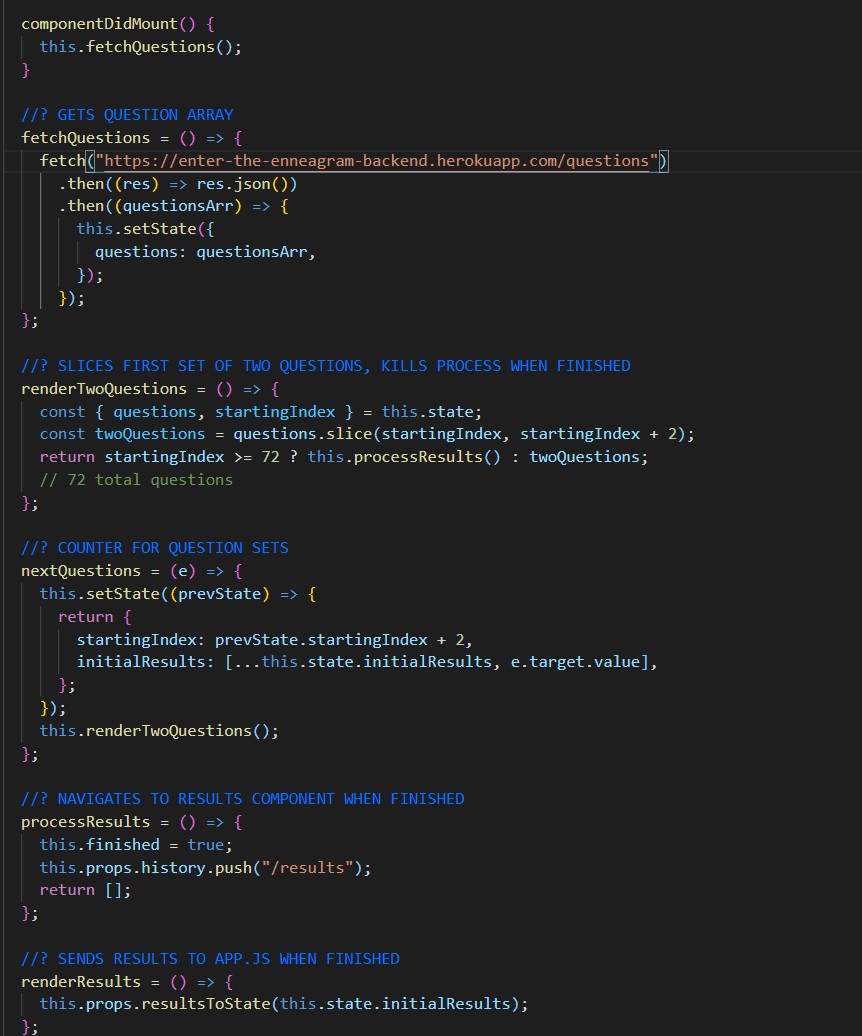 componentDidMount() {
this.fetchQuestions();
}
//? GETS QUESTION ARRAY
fetchQuestions = () => {
fetch("https://enter-the-enneagram-backend.herokuapp.com/questions")
.then((res) => res.json())
.then((questionsArr) => {
this.setState({
questions: questionsArr,
});
});
};
//? SLICES FIRST SET OF TWO QUESTIONS, KILLS PROCESS WHEN FINISHED
renderTwoQuestions = () => {
const { questions, startingIndex } = this.state;
const twoQuestions = questions.slice(startingIndex, startingIndex + 2);
return startingIndex >= 72 ? this.processResults() : twoQuestions;
// 72 total questions
};
//? COUNTER FOR QUESTION SETS
nextQuestions = (e) => {
this.setState((prevState) => {
return {
startingIndex: prevState.startingIndex + 2,
initialResults: [...this.state.initialResults, e.target.value],
};
});
this.renderTwoQuestions();
};
//? NAVIGATES TO RESULTS COMPONENT WHEN FINISHED
processResults = () => {
this.finished = true;
this.props.history.push("/results");
return [];
};
//? SENDS RESULTS TO APP.JS WHEN FINISHED
renderResults = () => {
this.props.resultsToState(this.state.initialResults);
};